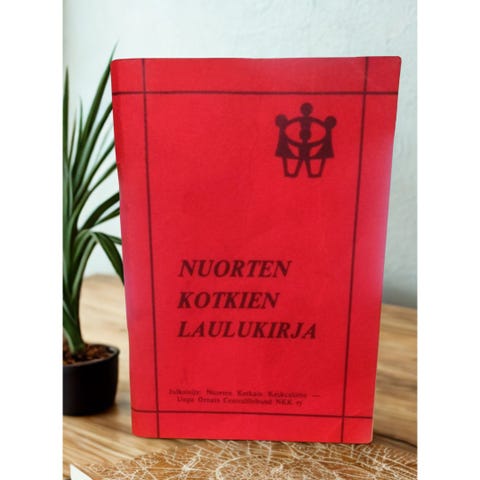 NUORTEN
KOTKIEN
LAULUKIRJA
Julkaisija: Nuorten Kotkain Keskusliitto —
Unga Örnars Centralförbund NKK ry